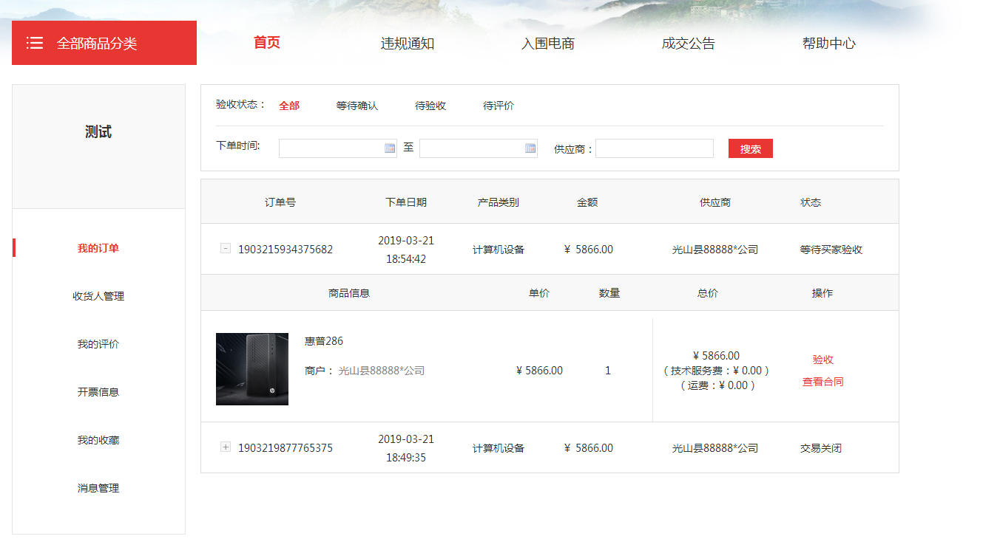 全部商品分类 首页 违规通知 入围电商 成交公告 帮助中心
测试
我的订单
收货人管理
我的评价
开票信息
我的收藏
消息管理
验收状态： 全部 等待确认 待验收 待评价
下单时间: 至 供应商： 搜索
订单号 下单日期 产品类别 金额 供应商 状态
- 1903215934375682 2019-03-21 18:54:42 计算机设备 ¥ 5866.00 光山县88888*公司 等待买家验收
商品信息 单价 数量 总价 操作
惠普286
商户： 光山县88888*公司
¥ 5866.00 1
¥ 5866.00
（技术服务费：¥ 0.00 ）
（ 运费：¥ 0.00 ）
验收
查看合同
hp
+ 1903219877765375 2019-03-21 18:49:35 计算机设备 ¥ 5866.00 光山县88888*公司 交易关闭